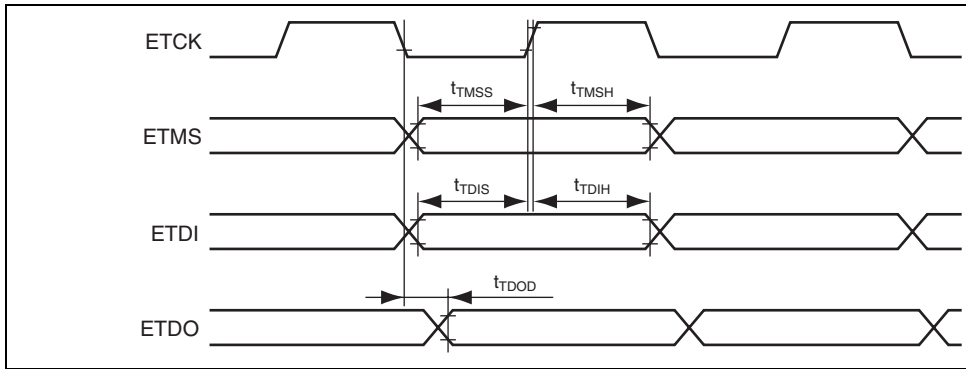 ETCK
tTMSS tTMSH
ETMS
tTDIS tTDIH
ETDI
tTDOD
ETDO